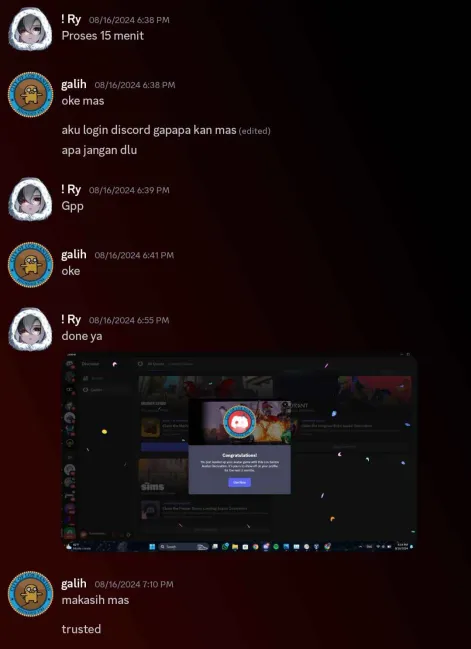 ! Ry 08/16/2024 6:38 PM
Proses 15 menit
galih 08/16/2024 6:38 PM
oke mas
aku login discord gapapa kan mas (edited)
apa jangan dlu
! Ry 08/16/2024 6:39 PM
Gpp
galih 08/16/2024 6:41 PM
oke
! Ry 08/16/2024 6:55 PM
done ya
Congratulations!
sims
galih 08/16/2024 7:10 PM
makasih mas
trusted